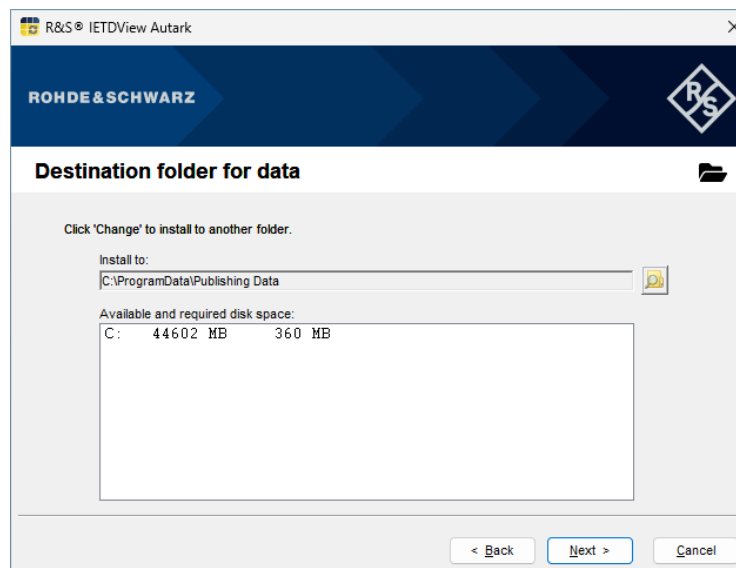 R&S® IETDView Autark
ROHDE&SCHWARZ
R/S
Destination folder for data
Click 'Change' to install to another folder.
Install to:
C:\ProgramData\Publishing Data
Available and required disk space:
C: 44602 MB 360 MB
< Back Next > Cancel